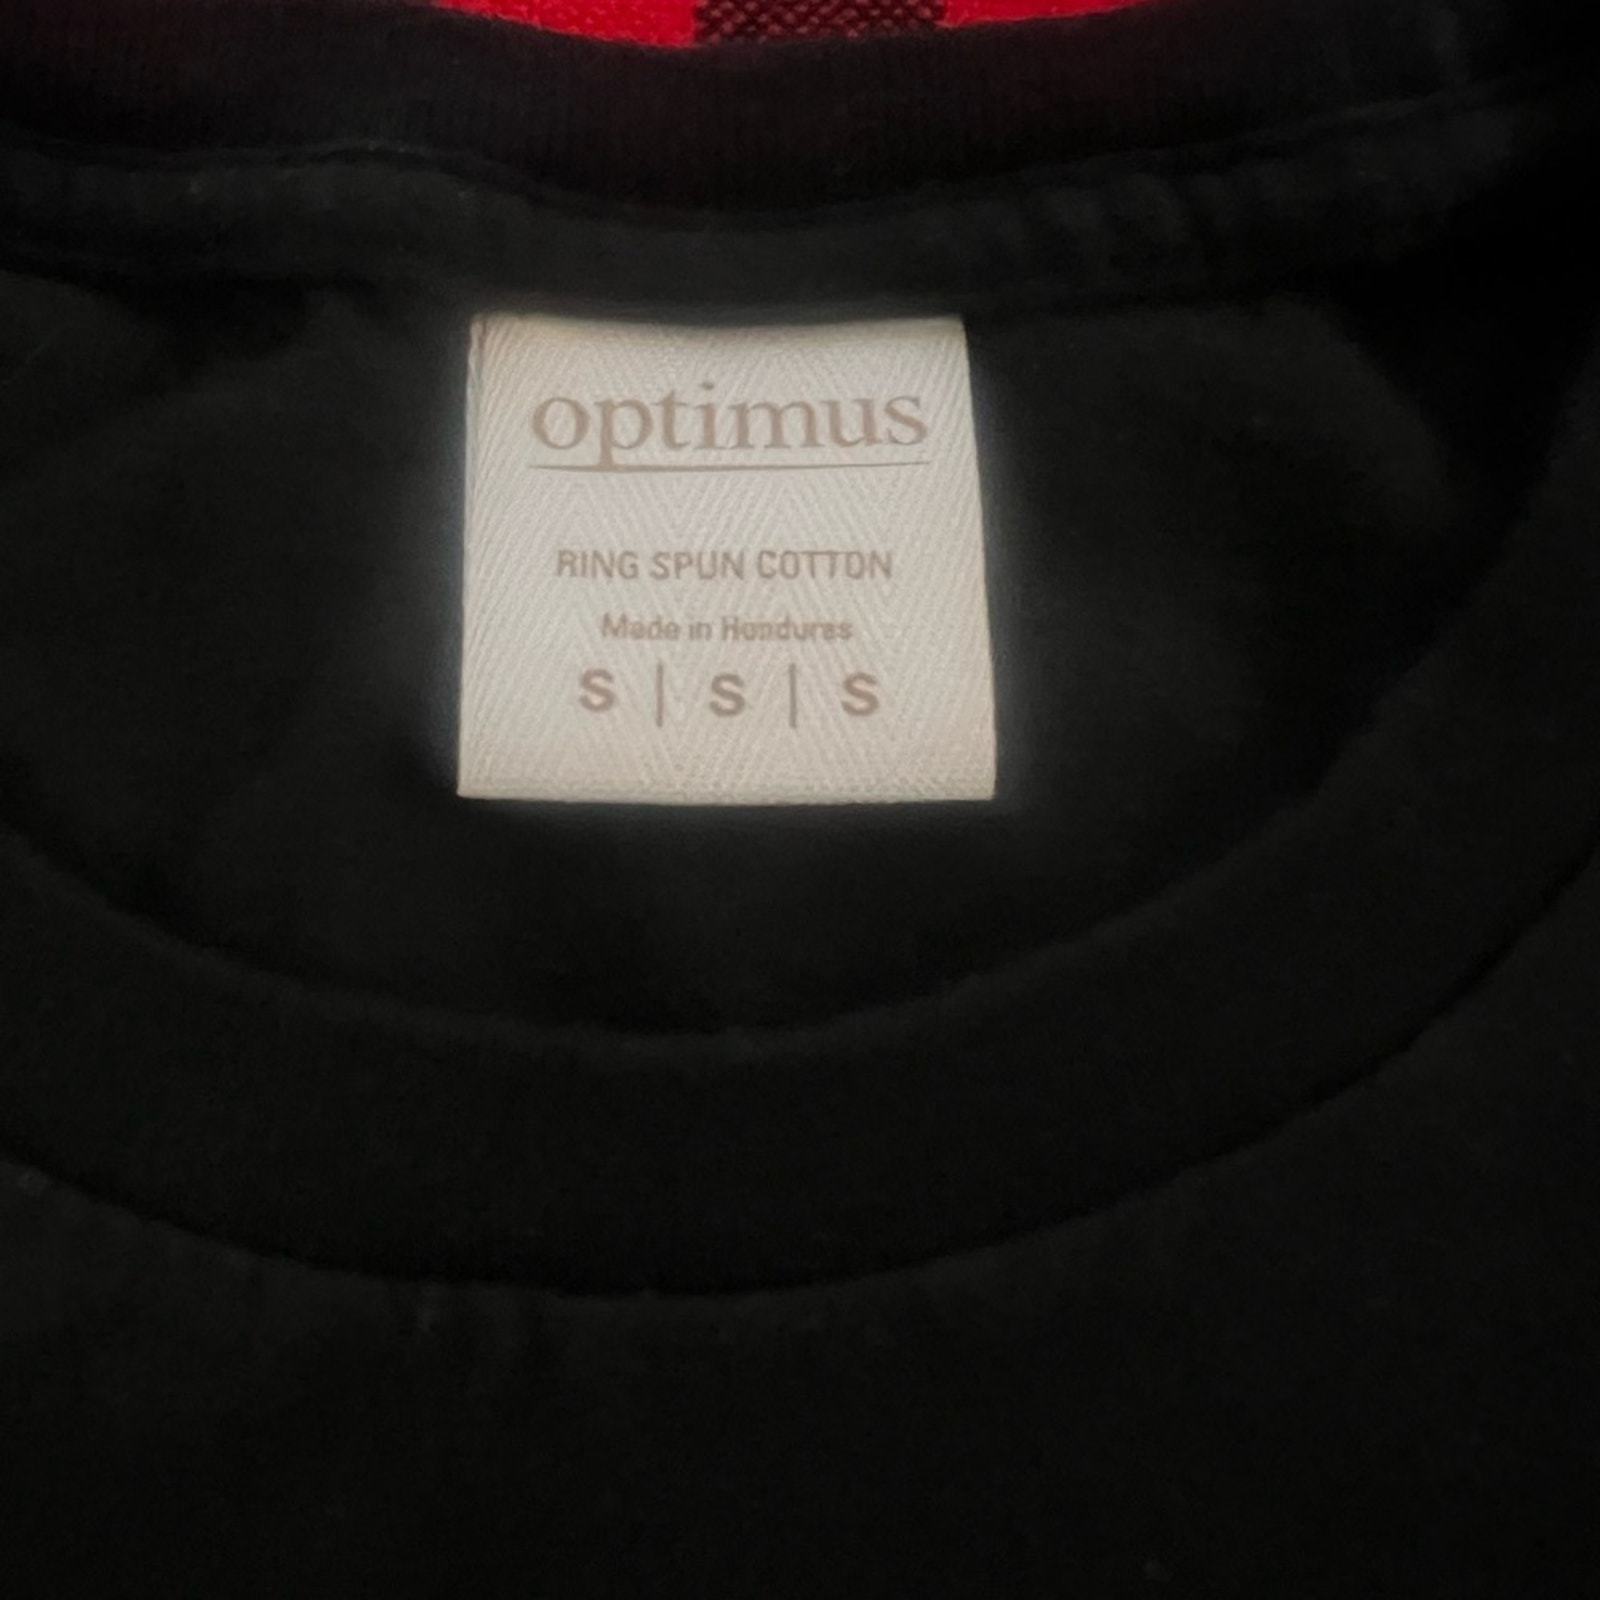 optimus
RING SPUN COTTON
Made in Honduras
S | S | S